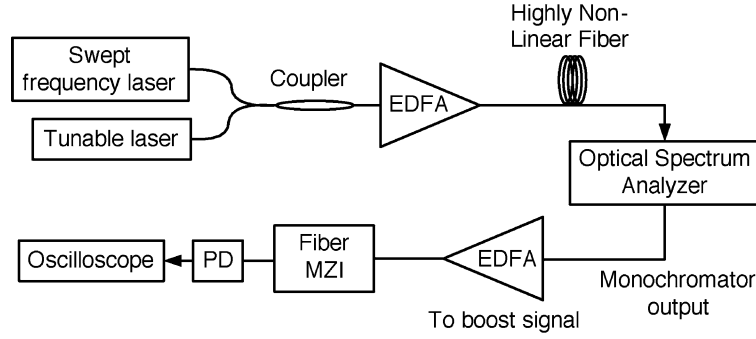 Highly Non-
Linear Fiber
Swept
frequency laser
Coupler
EDFA
Tunable laser
Optical Spectrum
Analyzer
Fiber
MZI
EDFA
Oscilloscope
PD
Monochromator
output
To boost signal